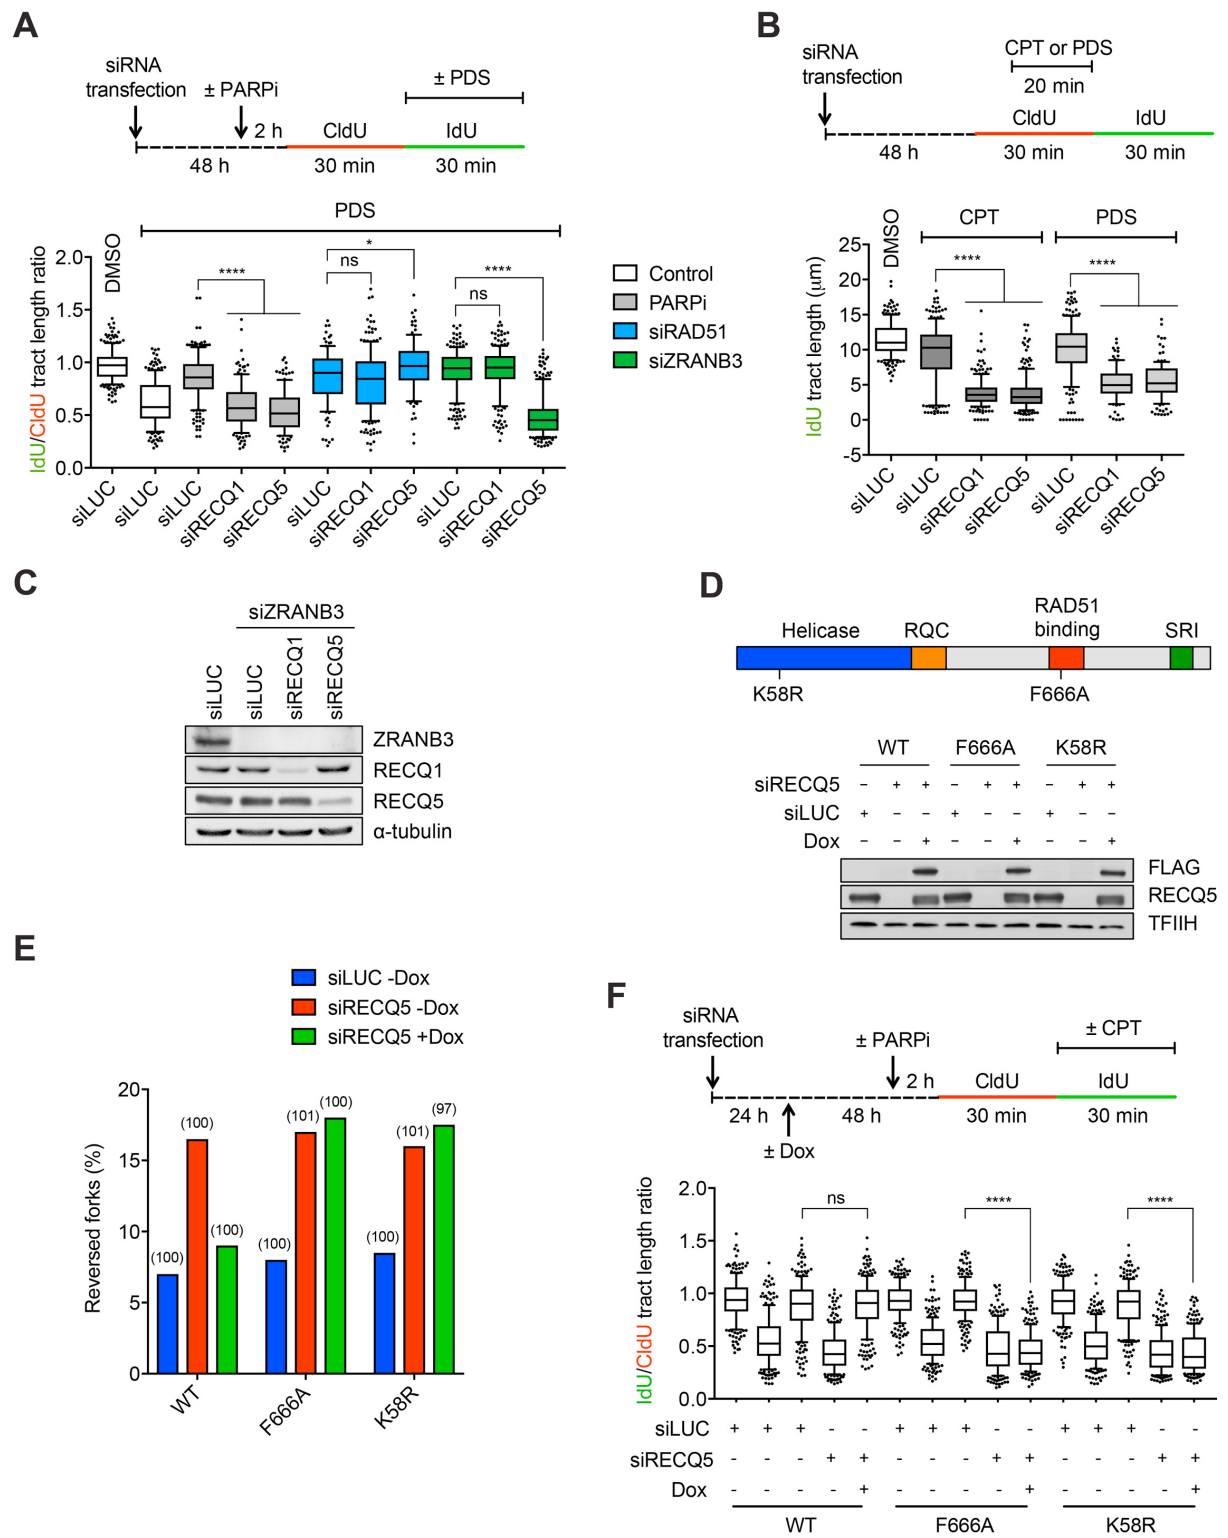 A
siRNA
transfection
± PARPi
± PDS
2 h
CldU
IdU
48 h
30 min
30 min
PDS
DMSO
IdU/CldU tract length ratio
2.0
1.5
1.0
0.5
0.0
****
ns
*
ns
****
siLUC
siLUC
siLUC
siRECQ1
siRECQ5
siLUC
siRECQ1
siRECQ5
siLUC
siRECQ1
siRECQ5
Control
PARPi
siRAD51
siZRANB3
B
siRNA
transfection
CPT or PDS
20 min
CldU
IdU
48 h
30 min
30 min
DMSO
CPT
PDS
IdU tract length (µm)
25
20
15
10
5
0
-5
****
****
siLUC
siLUC
siRECQ1
siRECQ5
siLUC
siRECQ1
siRECQ5
C
siZRANB3
siLUC
siLUC
siRECQ1
siRECQ5
ZRANB3
RECQ1
RECQ5
α-tubulin
D
Helicase
RQC
RAD51
binding
SRI
K58R
F666A
WT
F666A
K58R
siRECQ5 – + + – + + – + +
siLUC + – – + – – + – –
Dox – – + – – + – – +
FLAG
RECQ5
TFIIH
E
siLUC -Dox
siRECQ5 -Dox
siRECQ5 +Dox
Reversed forks (%)
20
15
10
5
0
(100)
(100)
(100)
(100)
(101)
(100)
(100)
(101)
(97)
WT
F666A
K58R
F
siRNA
transfection
± PARPi
± CPT
2 h
CldU
IdU
24 h
48 h
30 min
30 min
± Dox
IdU/CldU tract length ratio
2.0
1.5
1.0
0.5
0.0
ns
****
****
siLUC + + + - - + + + - - + + + - -
siRECQ5 - - - + + - - - + + - - - + +
Dox - - - - + - - - - + - - - - +
WT
F666A
K58R